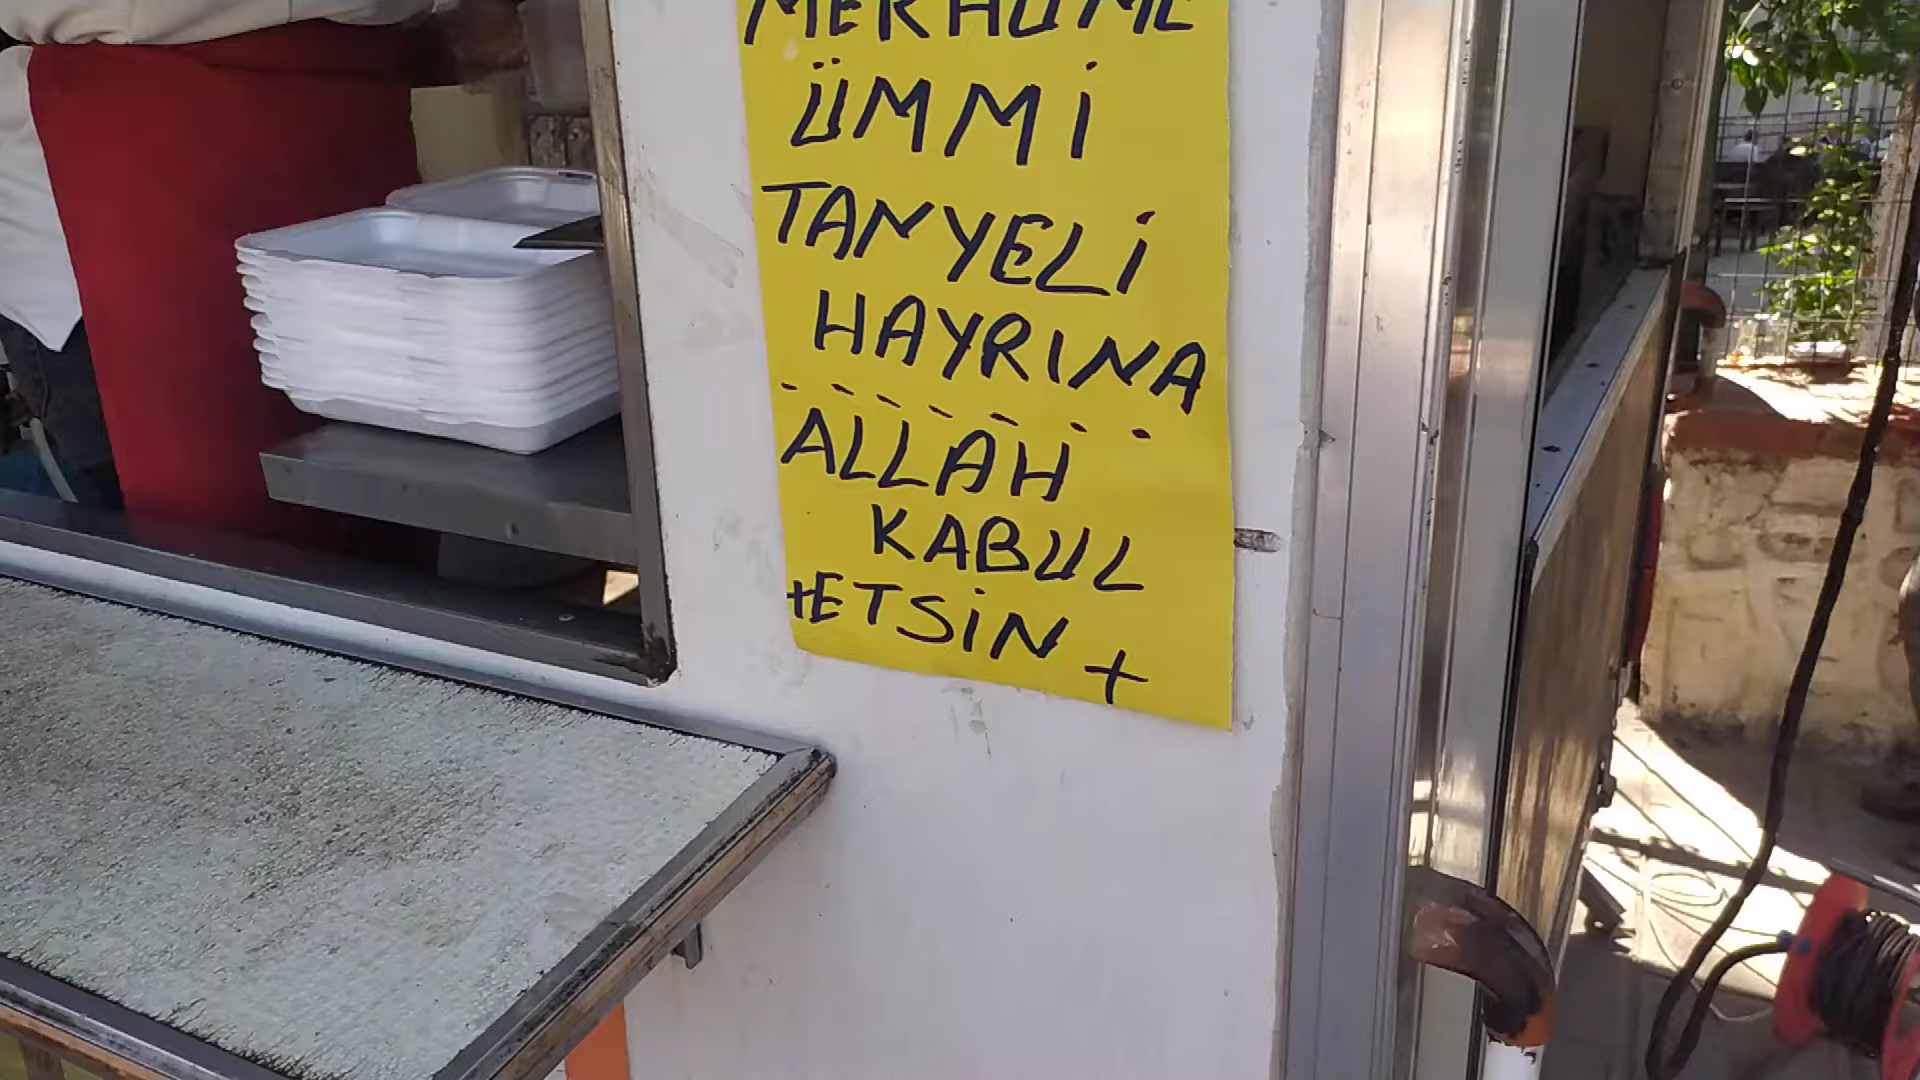 MERHUME
ÜMMİ
TANYELİ
HAYRINA
ALLAH
KABUL
+ETSİN +